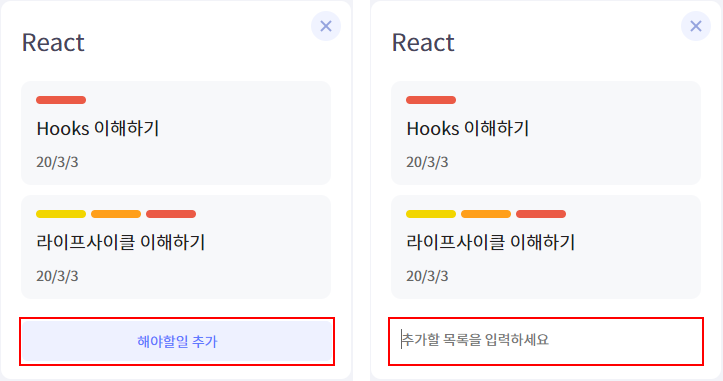 React
Hooks 이해하기
20/3/3
라이프사이클 이해하기
20/3/3
해야할일 추가
React
Hooks 이해하기
20/3/3
라이프사이클 이해하기
20/3/3
추가할 목록을 입력하세요